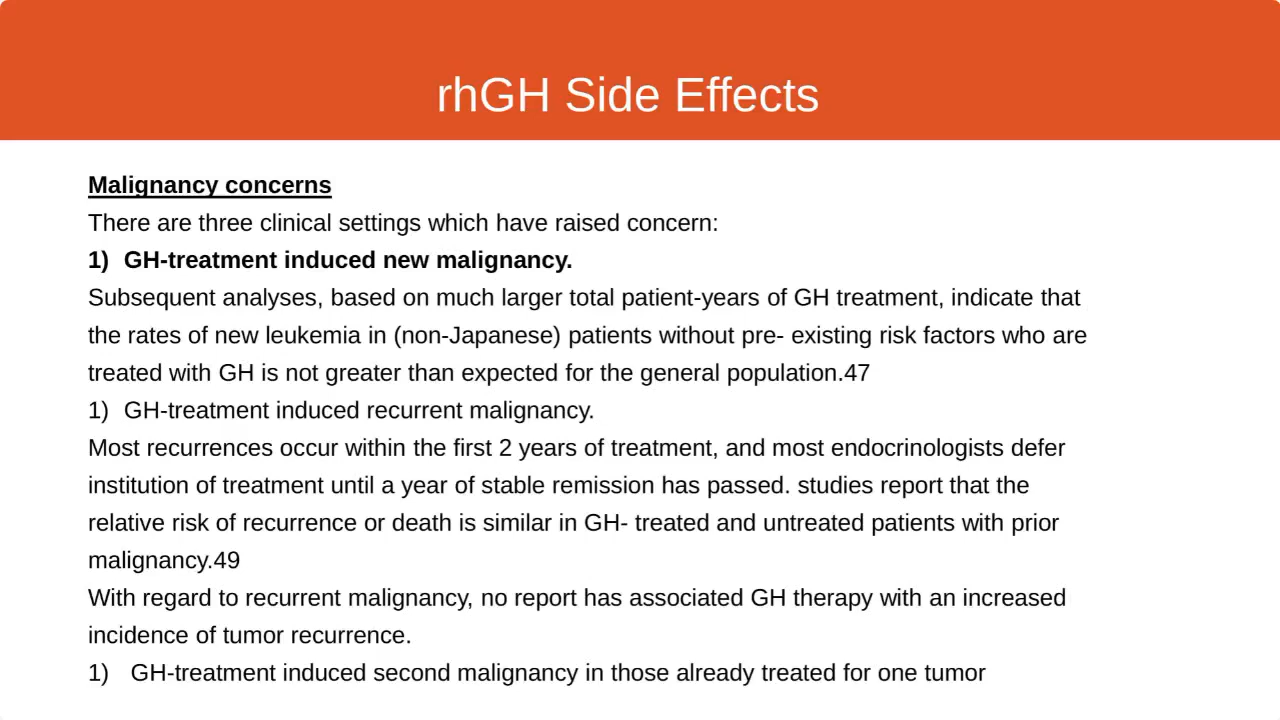 rhGH Side Effects
Malignancy concerns
There are three clinical settings which have raised concern:
1) GH-treatment induced new malignancy.
Subsequent analyses, based on much larger total patient-years of GH treatment, indicate that
the rates of new leukemia in (non-Japanese) patients without pre- existing risk factors who are
treated with GH is not greater than expected for the general population.47
1) GH-treatment induced recurrent malignancy.
Most recurrences occur within the first 2 years of treatment, and most endocrinologists defer
institution of treatment until a year of stable remission has passed. studies report that the
relative risk of recurrence or death is similar in GH- treated and untreated patients with prior
malignancy.49
With regard to recurrent malignancy, no report has associated GH therapy with an increased
incidence of tumor recurrence.
1) GH-treatment induced second malignancy in those already treated for one tumor